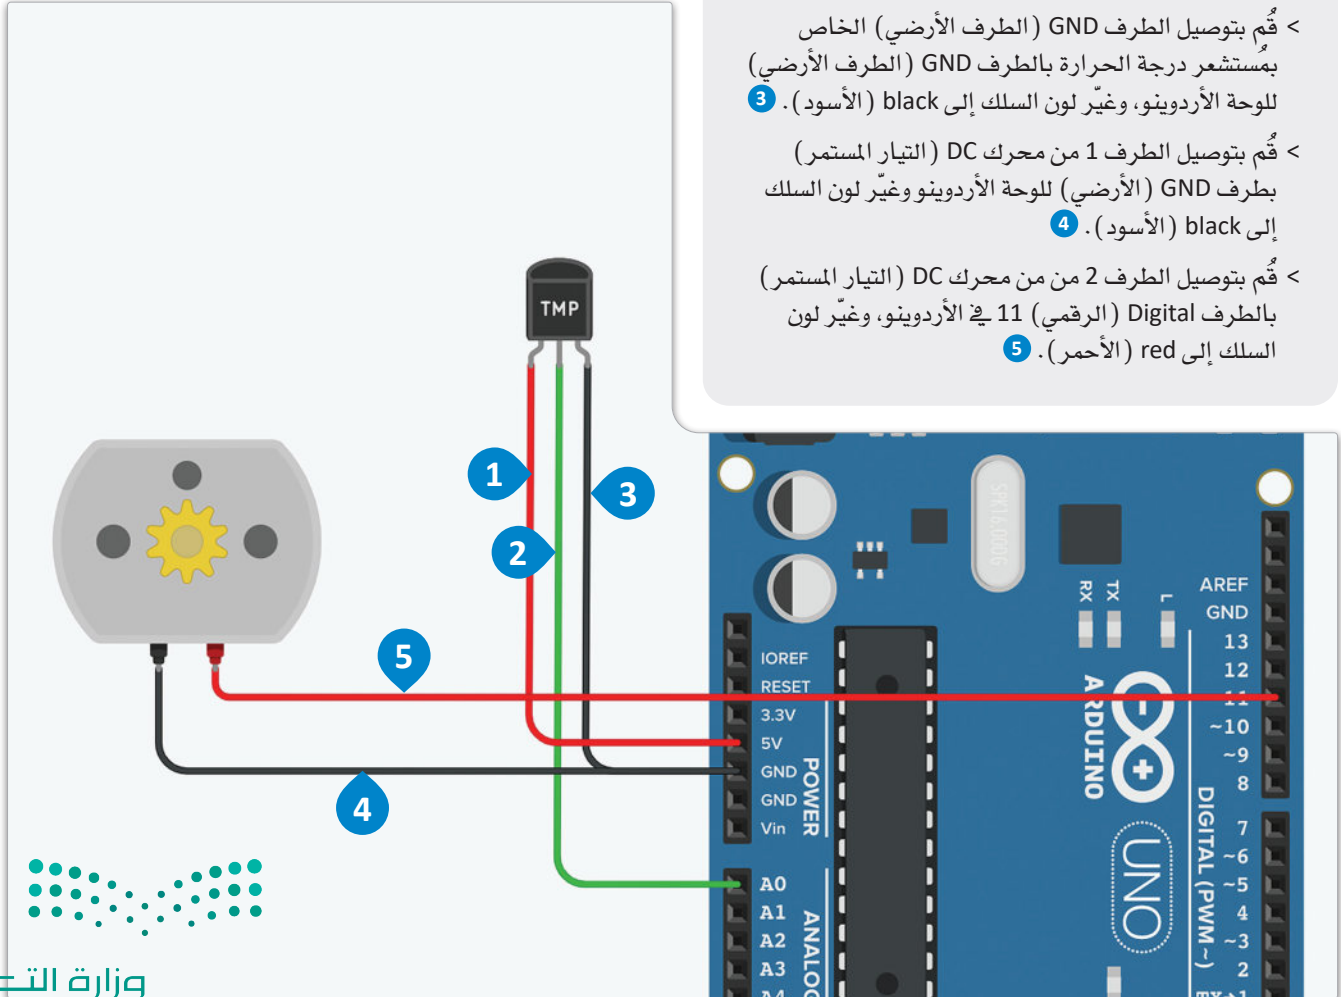 > قُم بتوصيل الطرف GND (الطرف الأرضي) الخاص
بمُستشعر درجة الحرارة بالطرف GND (الطرف الأرضي)
للوحة الأردوينو، وغيّر لون السلك إلى black (الأسود). 3
> قُم بتوصيل الطرف 1 من محرك DC (التيار المستمر)
بطرف GND (الأرضي) للوحة الأردوينو وغيّر لون السلك
إلى black (الأسود). 4
> قُم بتوصيل الطرف 2 من من محرك DC (التيار المستمر)
بالطرف Digital (الرقمي) 11 في الأردوينو، وغيّر لون
السلك إلى red (الأحمر). 5
TMP
1
2
3
4
5
SPK16.000G
RX
TX
L
AREF
GND
13
12
11
~10
~9
8
7
~6
~5
4
~3
2
IOREF
RESET
3.3V
5V
GND
GND
Vin
POWER
A0
A1
A2
A3
ANALOG
ARDUINO
UNO
DIGITAL (PWM ~)
وزارة التـ